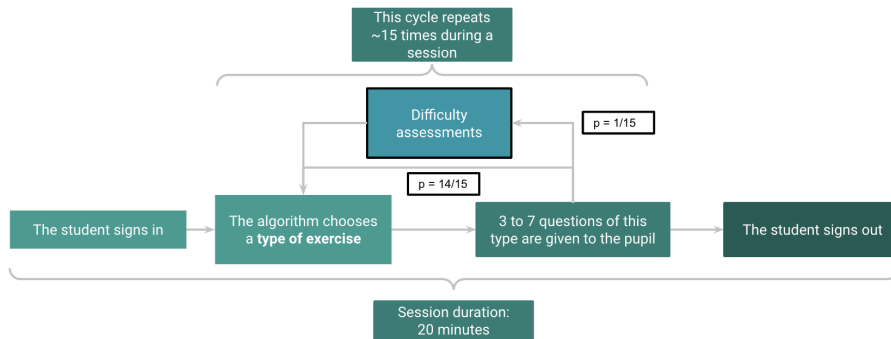 This cycle repeats
~15 times during a
session
Difficulty
assessments
p = 1/15
p = 14/15
The student signs in
The algorithm chooses
a type of exercise
3 to 7 questions of this
type are given to the pupil
The student signs out
Session duration:
20 minutes